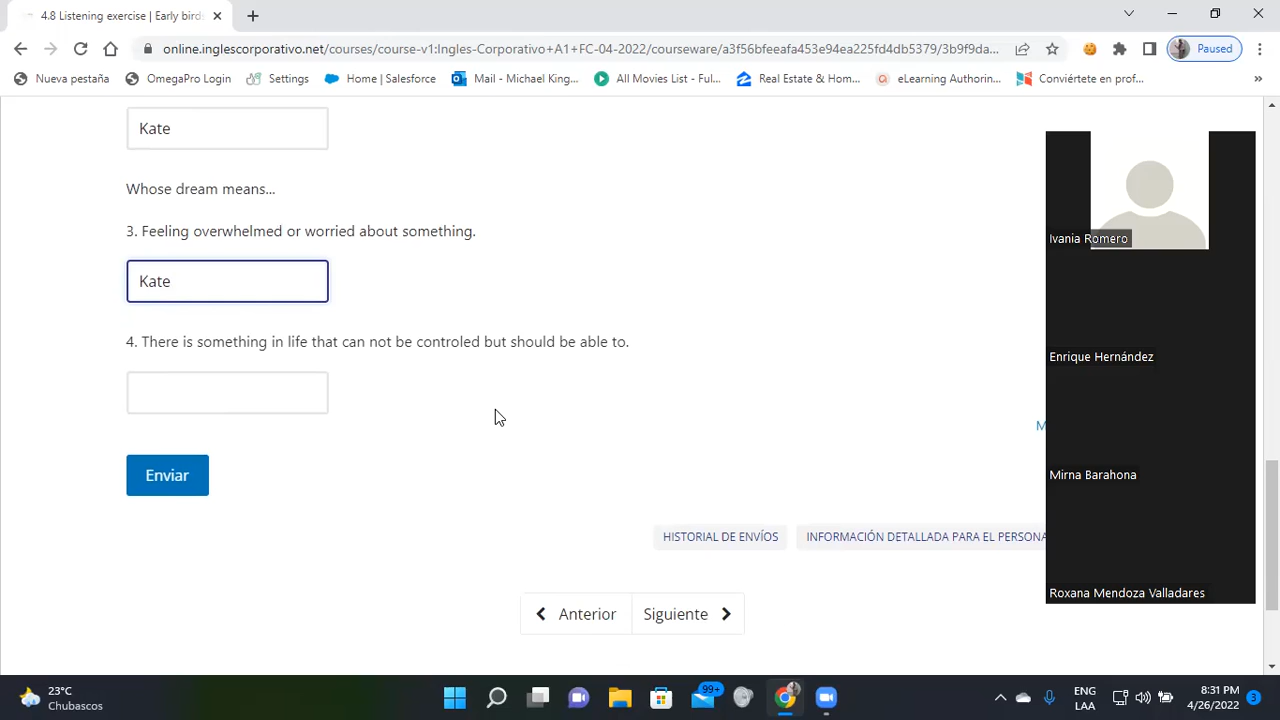 4.8 Listening exercise | Early bird
online.inglescorporativo.net/courses/course-v1:Ingles-Corporativo+A1+FC-04-2022/courseware/a3f56bfeeafa453e94ea225fd4db5379/3b9f9da...
Paused
Nueva pestaña
OmegaPro Login
Settings
Home | Salesforce
Mail - Michael King...
All Movies List - Ful...
Real Estate & Hom...
eLearning Authorin...
Conviértete en prof...
»
Kate
Whose dream means...
3. Feeling overwhelmed or worried about something.
Kate
4. There is something in life that can not be controled but should be able to.
M
Enviar
HISTORIAL DE ENVÍOS
INFORMACIÓN DETALLADA PARA EL PERSONA
Anterior
Siguiente
Ivania Romero
Enrique Hernández
Mirna Barahona
Roxana Mendoza Valladares
23°C
Chubascos
99+
ENG
LAA
8:31 PM
4/26/2022
3